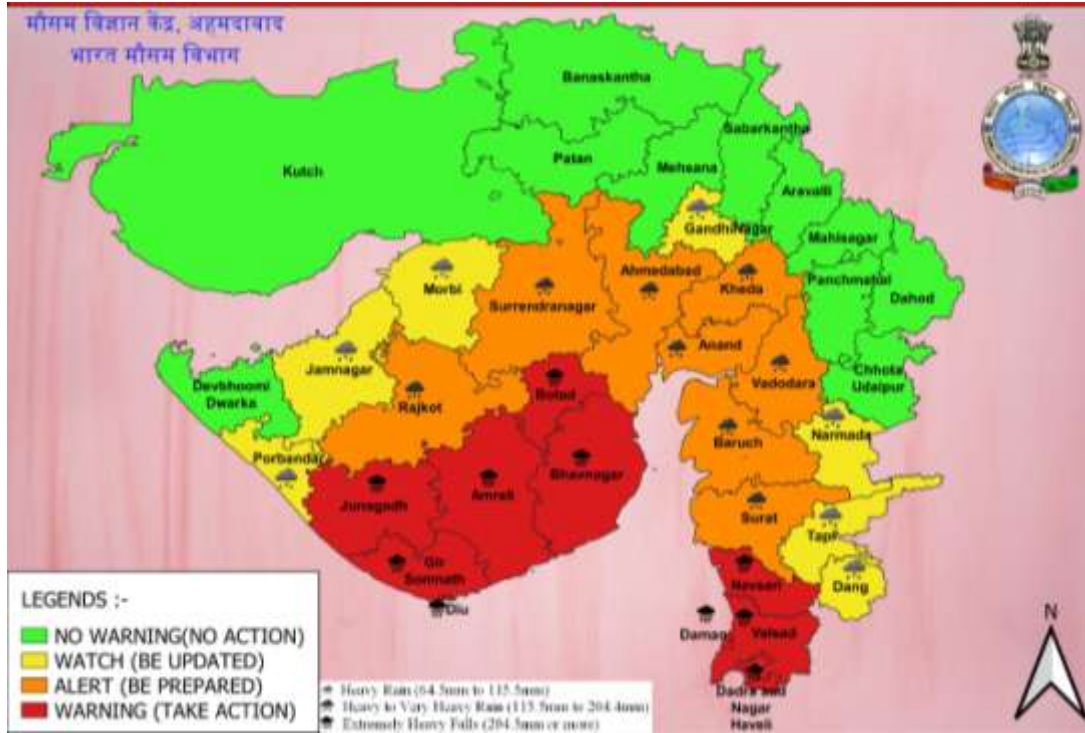 मौसम विज्ञान केंद्र, अहमदाबाद
भारत मौसम विभाग
Banaskantha
Sabarkantha
Patan
Mehsana
Kutch
Aravalli
GandhiNagar
Mahisagar
Ahmedabad
Panchmahal
Kheda
Dahod
Morbi
Surrendranagar
Anand
Jamnagar
Vadodara
Chhota
Udaipur
Devbhoomi
Dwarka
Rajkot
Botad
Narmada
Baruch
Porbandar
Bhavnagar
Junagadh
Amreli
Surat
Tapi
Gir
Somnath
Navsari
Dang
Diu
Daman
Valsad
Dadra and
Nagar
Haveli
N
LEGENDS :-
NO WARNING(NO ACTION)
WATCH (BE UPDATED)
ALERT (BE PREPARED)
WARNING (TAKE ACTION)
Heavy Rain (64.5mm to 115.5mm)
Heavy to Very Heavy Rain (115.5mm to 204.4mm)
Extremely Heavy Falls (204.5mm or more)